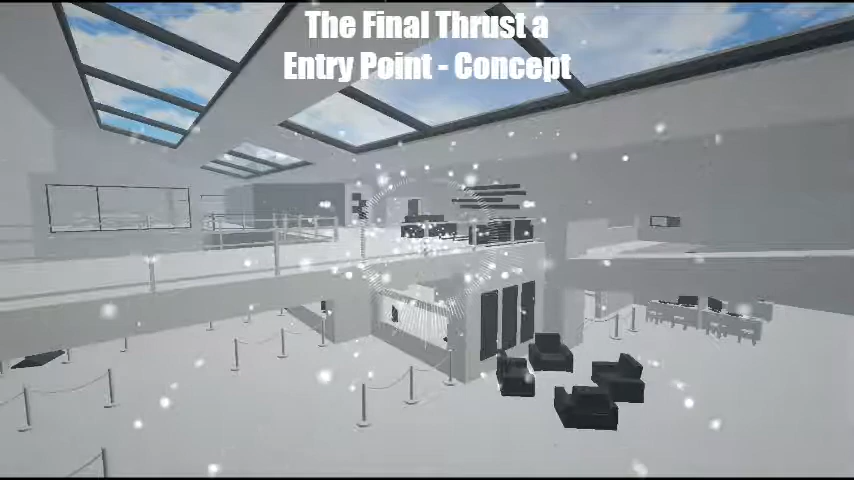 The Final Thrust a
Entry Point - Concept